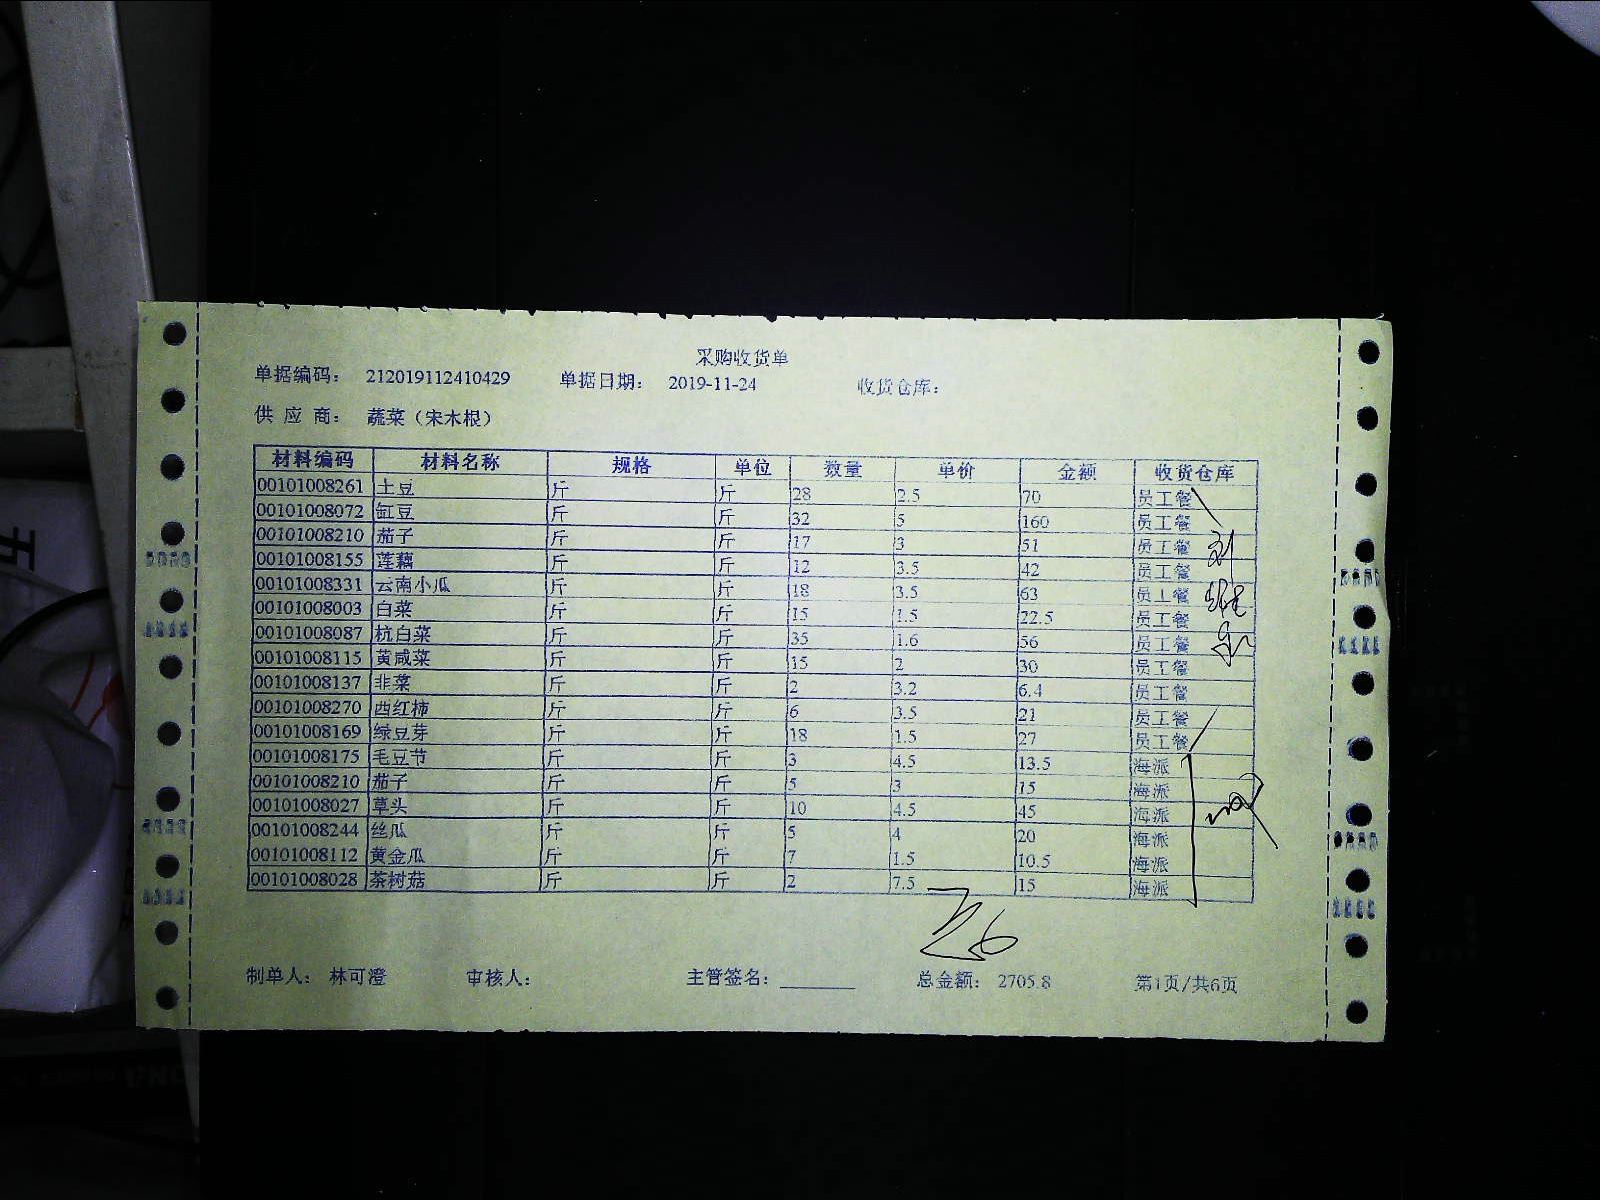 采购收货单
单据编码： 212019112410429 单据日期： 2019-11-24 收货仓库：
供 应 商： 蔬菜（宋木根）
材料编码 材料名称 规格 单位 数量 单价 金额 收货仓库
00101008261 土豆 斤 斤 28 2.5 70 员工餐
00101008072 缸豆 斤 斤 32 5 160 员工餐
00101008210 茄子 斤 斤 17 3 51 员工餐
00101008155 莲藕 斤 斤 12 3.5 42 员工餐
00101008331 云南小瓜 斤 斤 18 3.5 63 员工餐
00101008003 白菜 斤 斤 15 1.5 22.5 员工餐
00101008087 杭白菜 斤 斤 35 1.6 56 员工餐
00101008115 黄咸菜 斤 斤 15 2 30 员工餐
00101008137 韭菜 斤 斤 2 3.2 6.4 员工餐
00101008270 西红柿 斤 斤 6 3.5 21 员工餐
00101008169 绿豆芽 斤 斤 18 1.5 27 员工餐
00101008175 毛豆节 斤 斤 3 4.5 13.5 海派
00101008210 茄子 斤 斤 5 3 15 海派
00101008027 草头 斤 斤 10 4.5 45 海派
00101008244 丝瓜 斤 斤 5 4 20 海派
00101008112 黄金瓜 斤 斤 7 1.5 10.5 海派
00101008028 茶树菇 斤 斤 2 7.5 15 海派
26
制单人： 林可澄 审核人： 主管签名： 总金额： 2705.8 第1页/共6页